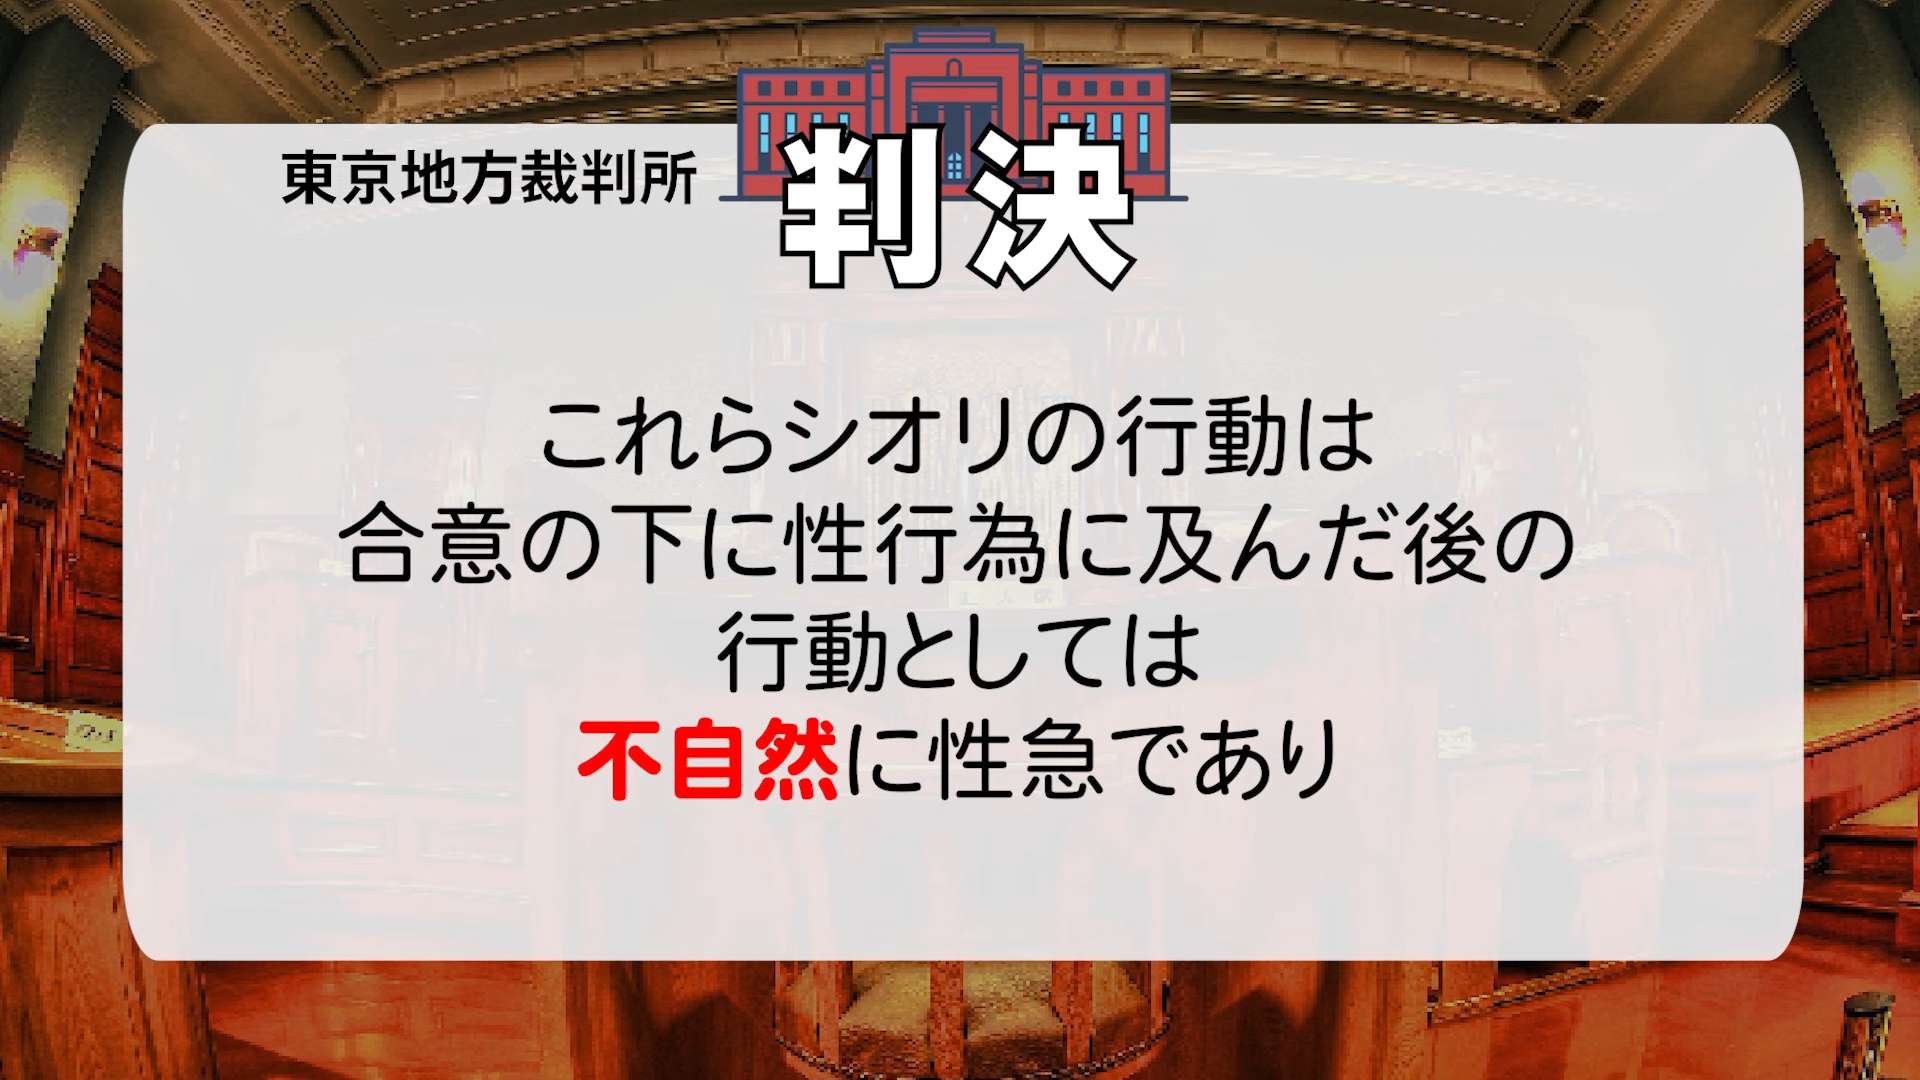 東京地方裁判所
判決
これらシオリの行動は
合意の下に性行為に及んだ後の
行動としては
不自然に性急であり